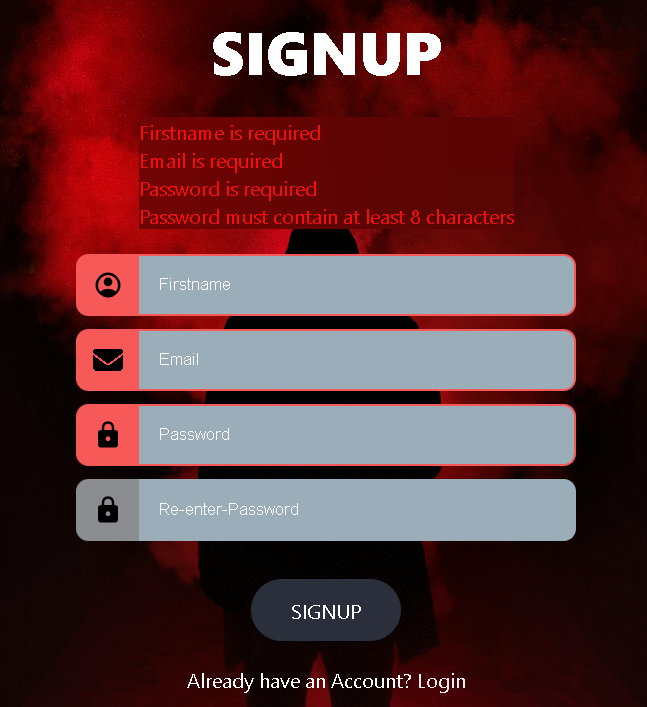 SIGNUP
Firstname is required
Email is required
Password is required
Password must contain at least 8 characters
Firstname
Email
Password
Re-enter-Password
SIGNUP
Already have an Account? Login